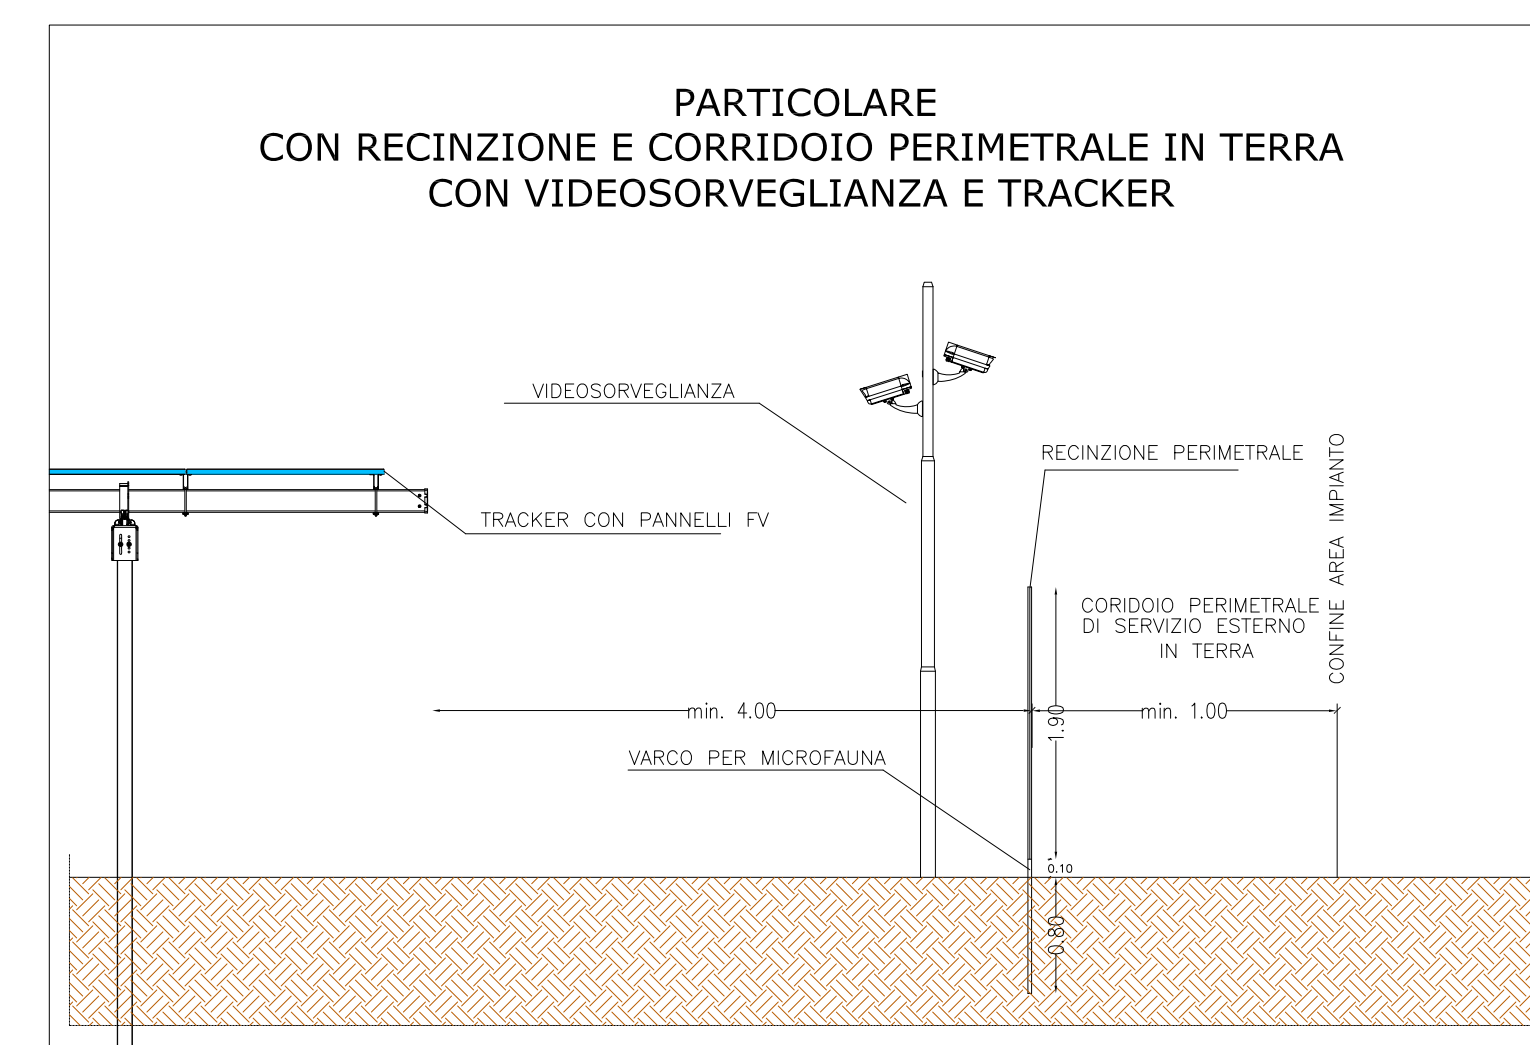 PARTICOLARE
CON RECINZIONE E CORRIDOIO PERIMETRALE IN TERRA
CON VIDEOSORVEGLIANZA E TRACKER
VIDEOSORVEGLIANZA
RECINZIONE PERIMETRALE
CONFINE AREA IMPIANTO
TRACKER CON PANNELLI FV
CORIDOIO PERIMETRALE
DI SERVIZIO ESTERNO
IN TERRA
min. 4.00
1.90
min. 1.00
VARCO PER MICROFAUNA
0.10
0.80